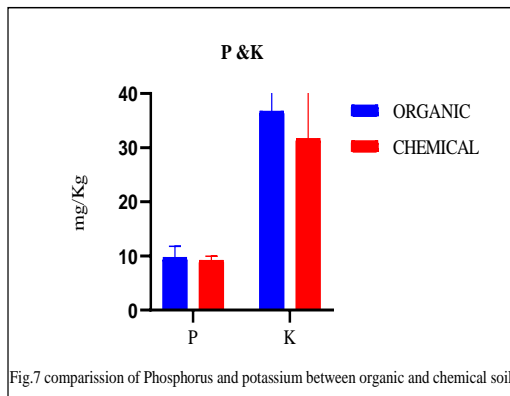 P &K
40
30
20
10
0
mg/Kg
P
K
ORGANIC
CHEMICAL
Fig.7 comparission of Phosphorus and potassium between organic and chemical soil